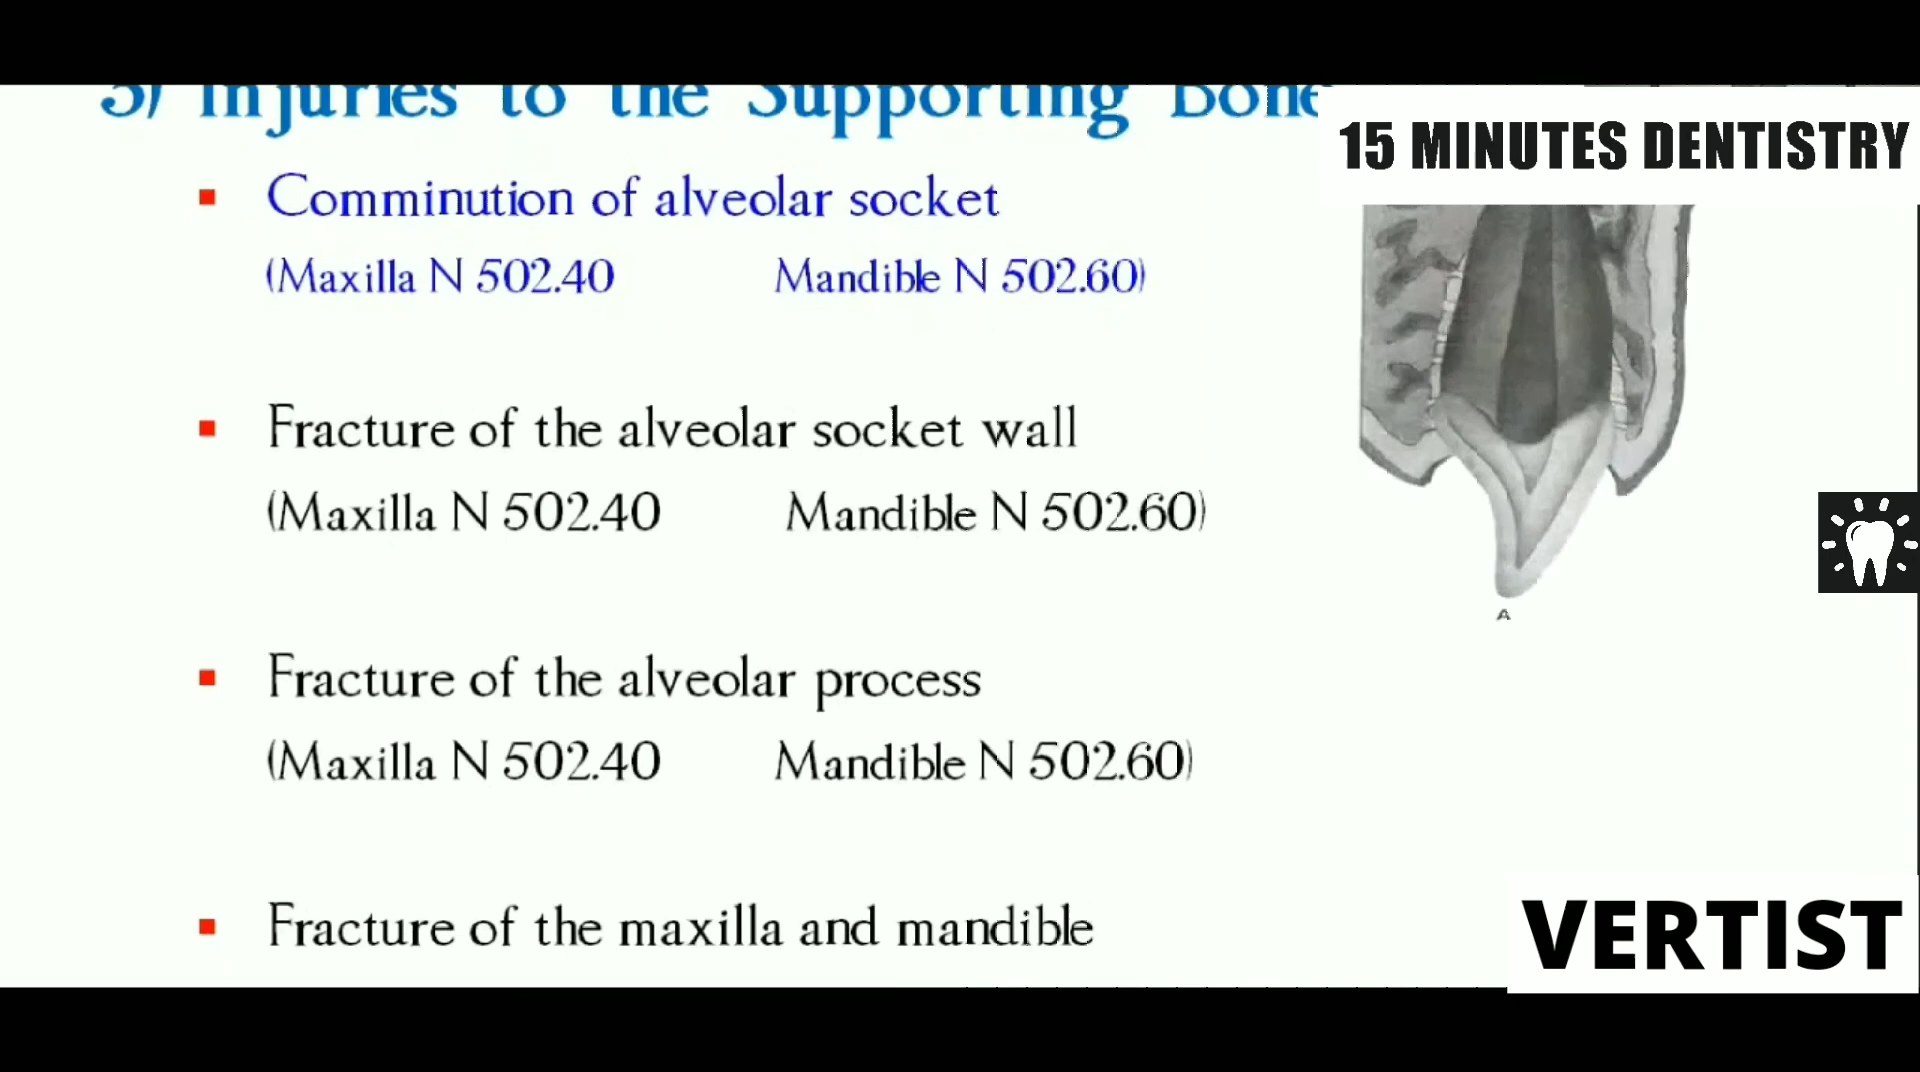 3) Injuries to the Supporting Bone
15 MINUTES DENTISTRY
Comminution of alveolar socket
(Maxilla N 502.40 Mandible N 502.60)
Fracture of the alveolar socket wall
(Maxilla N 502.40 Mandible N 502.60)
A
Fracture of the alveolar process
(Maxilla N 502.40 Mandible N 502.60)
Fracture of the maxilla and mandible
VERTIST